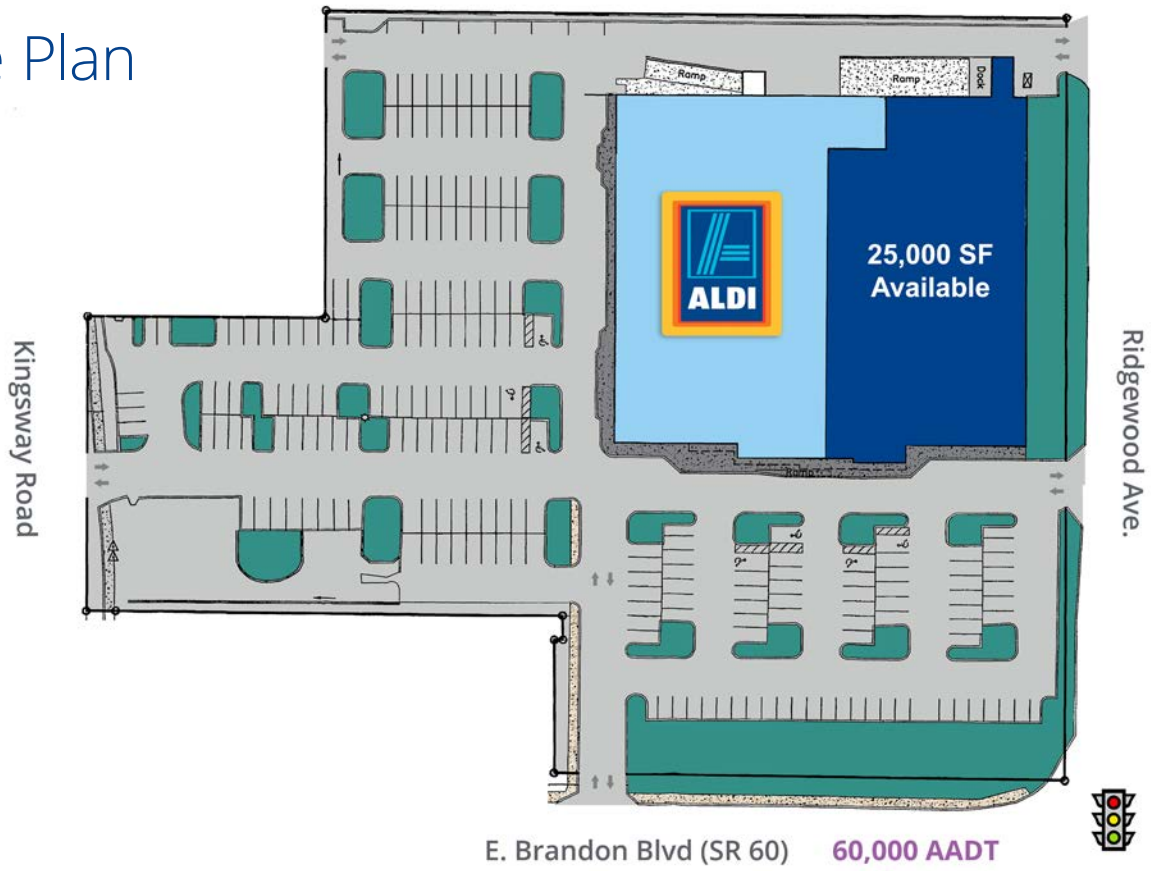 e Plan
Ramp
Ramp
Dock
ALDI
25,000 SF
Available
Kingsway Road
Ridgewood Ave.
Ramp
E. Brandon Blvd (SR 60) 60,000 AADT